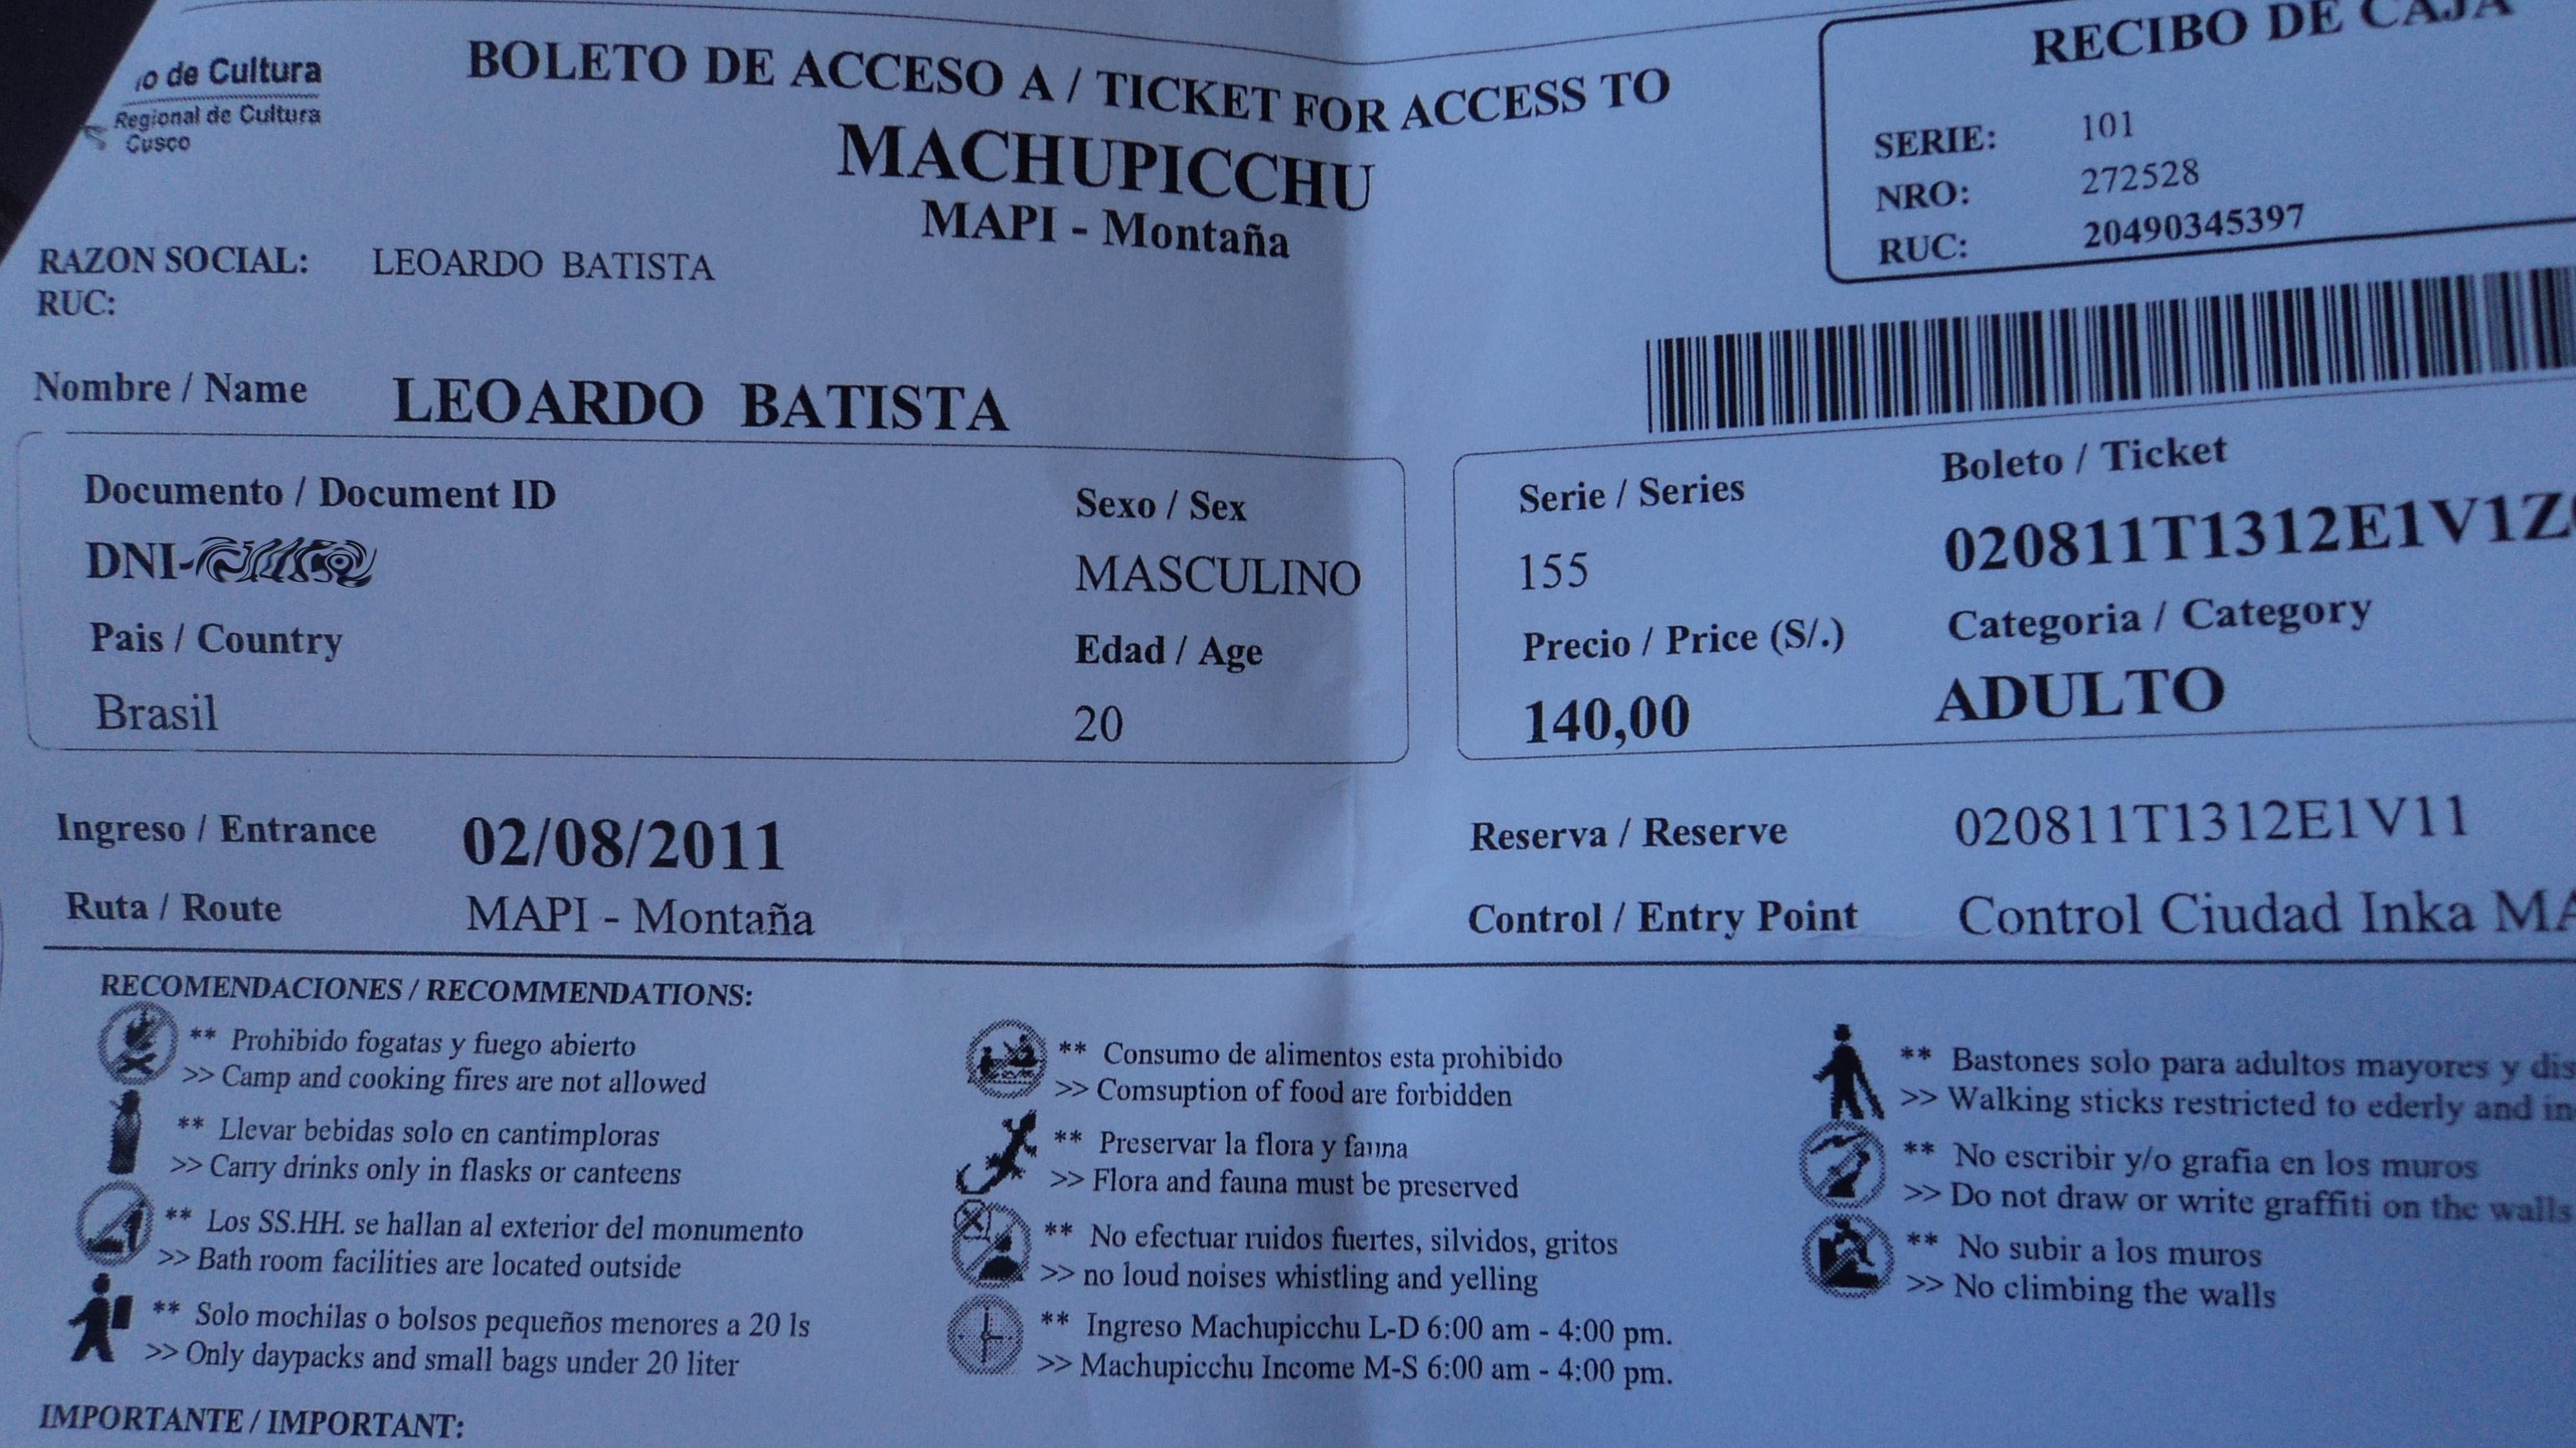 de Cultura
Regional de Cultura
Cusco
BOLETO DE ACCESO A / TICKET FOR ACCESS TO
MACHUPICCHU
MAPI - Montaña
RECIBO DE CAJA
SERIE: 101
NRO: 272528
RUC: 20490345397
RAZON SOCIAL: LEOARDO BATISTA
RUC:
Nombre / Name LEOARDO BATISTA
Documento / Document ID
DNI-
Sexo / Sex
MASCULINO
Pais / Country
Brasil
Edad / Age
20
Serie / Series
155
Boleto / Ticket
020811T1312E1V1Z
Precio / Price (S/.)
140,00
Categoria / Category
ADULTO
Ingreso / Entrance 02/08/2011
Ruta / Route MAPI - Montaña
Reserva / Reserve 020811T1312E1V11
Control / Entry Point Control Ciudad Inka
RECOMENDACIONES / RECOMMENDATIONS:
** Prohibido fogatas y fuego abierto
>> Camp and cooking fires are not allowed
** Llevar bebidas solo en cantimploras
>> Carry drinks only in flasks or canteens
** Los SS.HH. se hallan al exterior del monumento
>> Bath room facilities are located outside
** Solo mochilas o bolsos pequeños menores a 20 ls
>> Only daypacks and small bags under 20 liter
** Consumo de alimentos esta prohibido
>> Comsuption of food are forbidden
** Preservar la flora y fauna
>> Flora and fauna must be preserved
** No efectuar ruidos fuertes, silvidos, gritos
>> no loud noises whistling and yelling
** Ingreso Machupicchu L-D 6:00 am - 4:00 pm.
>> Machupicchu Income M-S 6:00 am - 4:00 pm.
** Bastones solo para adultos mayores y
>> Walking sticks restricted to ederly and
** No escribir y/o grafia en los muros
>> Do not draw or write graffiti on the walls
** No subir a los muros
>> No climbing the walls
IMPORTANTE / IMPORTANT: